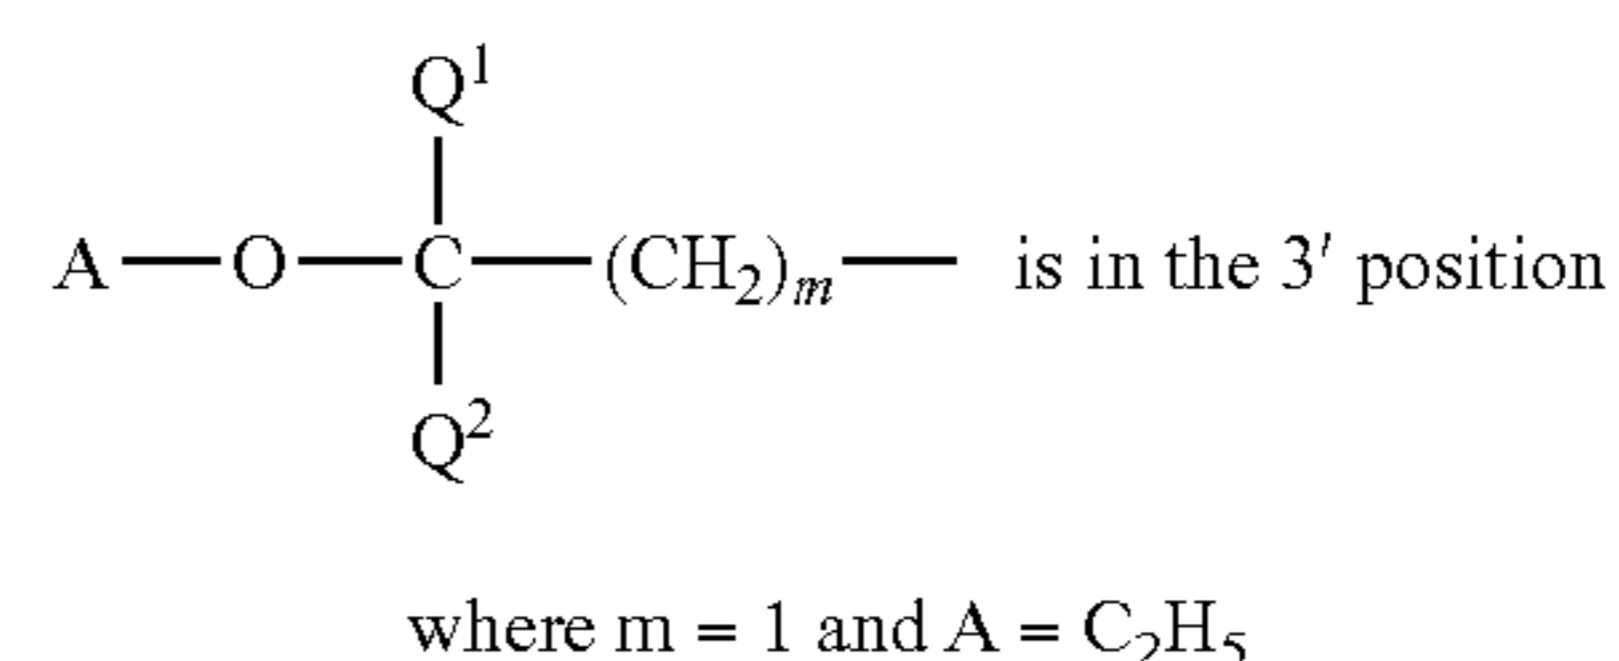 Q¹
A—O—C—(CH₂)ₘ— is in the 3′ position
Q²
where m = 1 and A = C₂H₅